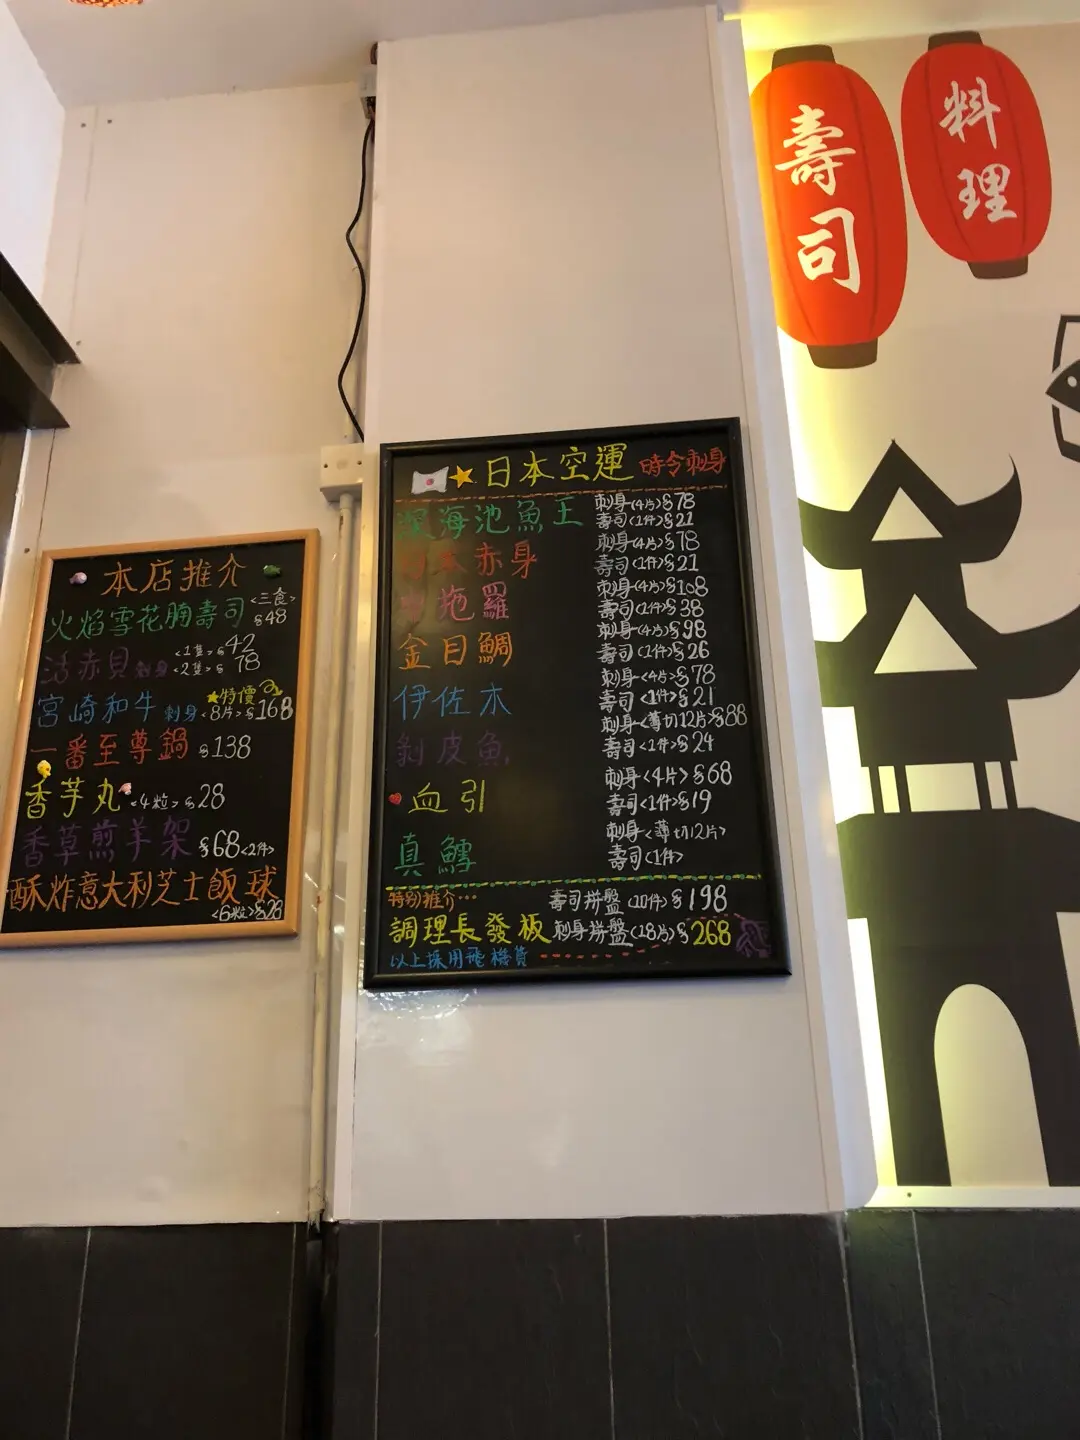 壽司
料理
本店推介
火焰雪花腩壽司<三食>$48
活赤貝刺身<1隻>$42
<2隻>$78
宮崎和牛刺身<8片>$168
特價
一番至尊鍋$138
香芋丸<4粒>$28
香草煎羊架$68<2件>
酥炸意大利芝士飯球
<6粒>$28
日本空運時令刺身
深海池魚王刺身(4片)$78
壽司<1件>$21
赤身刺身<4片>$78
壽司<1件>$21
拖羅刺身(4片)$108
壽司<1件>$38
金目鯛刺身(4片)$98
壽司<1件>$26
伊佐木刺身<4片>$78
壽司<1件>$21
剝皮魚刺身<薄切12片>$88
壽司<1件>$24
血引刺身<4片>$68
壽司<1件>$19
真鱈刺身<薄切12片>
壽司<1件>
特別推介…壽司拼盤(10件)$198
調理長發板刺身拼盤(18片)$268
以上採用飛機貨